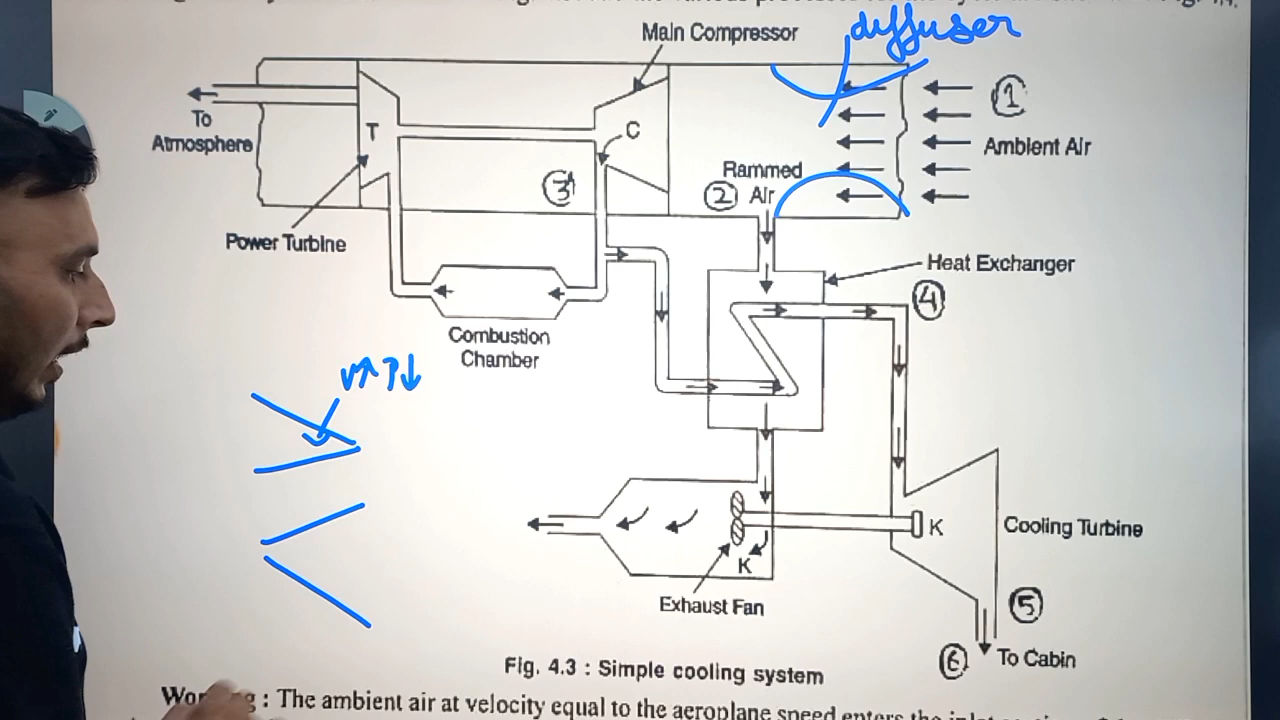 diffuser
Main Compressor
1
To
Atmosphere
T
C
Ambient Air
Rammed
Air
2
3
Power Turbine
Heat Exchanger
4
Combustion
Chamber
K
Cooling Turbine
K
Exhaust Fan
5
6
To Cabin
Fig. 4.3 : Simple cooling system
: The ambient air at velocity equal to the aeroplane speed enters the